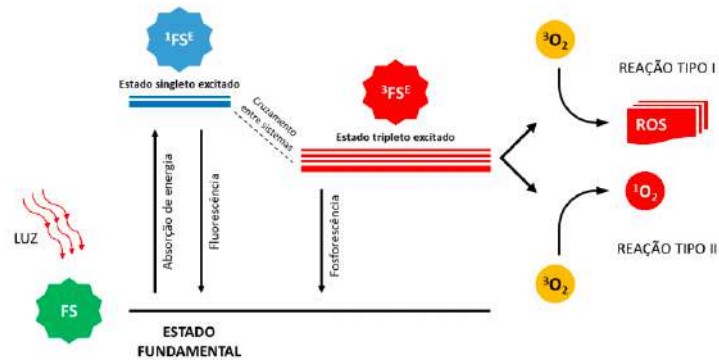 ¹FSᴱ
Estado singleto excitado
Cruzamento
entre sistemas
³FSᴱ
Estado tripleto excitado
³O₂
REAÇÃO TIPO I
ROS
¹O₂
REAÇÃO TIPO II
³O₂
LUZ
FS
Absorção de energia
Fluorescência
Fosforescência
ESTADO
FUNDAMENTAL